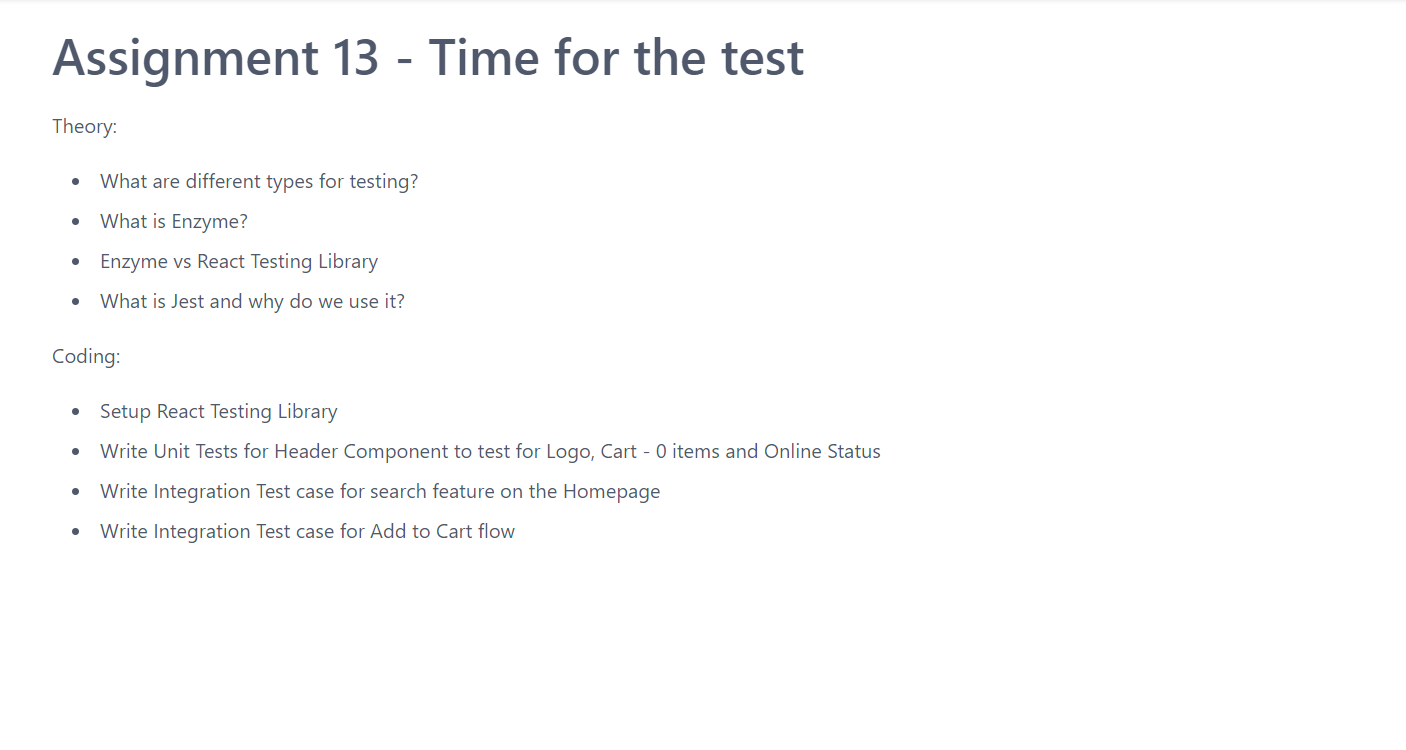 Assignment 13 - Time for the test
Theory:
What are different types for testing?
What is Enzyme?
Enzyme vs React Testing Library
What is Jest and why do we use it?
Coding:
Setup React Testing Library
Write Unit Tests for Header Component to test for Logo, Cart - 0 items and Online Status
Write Integration Test case for search feature on the Homepage
Write Integration Test case for Add to Cart flow